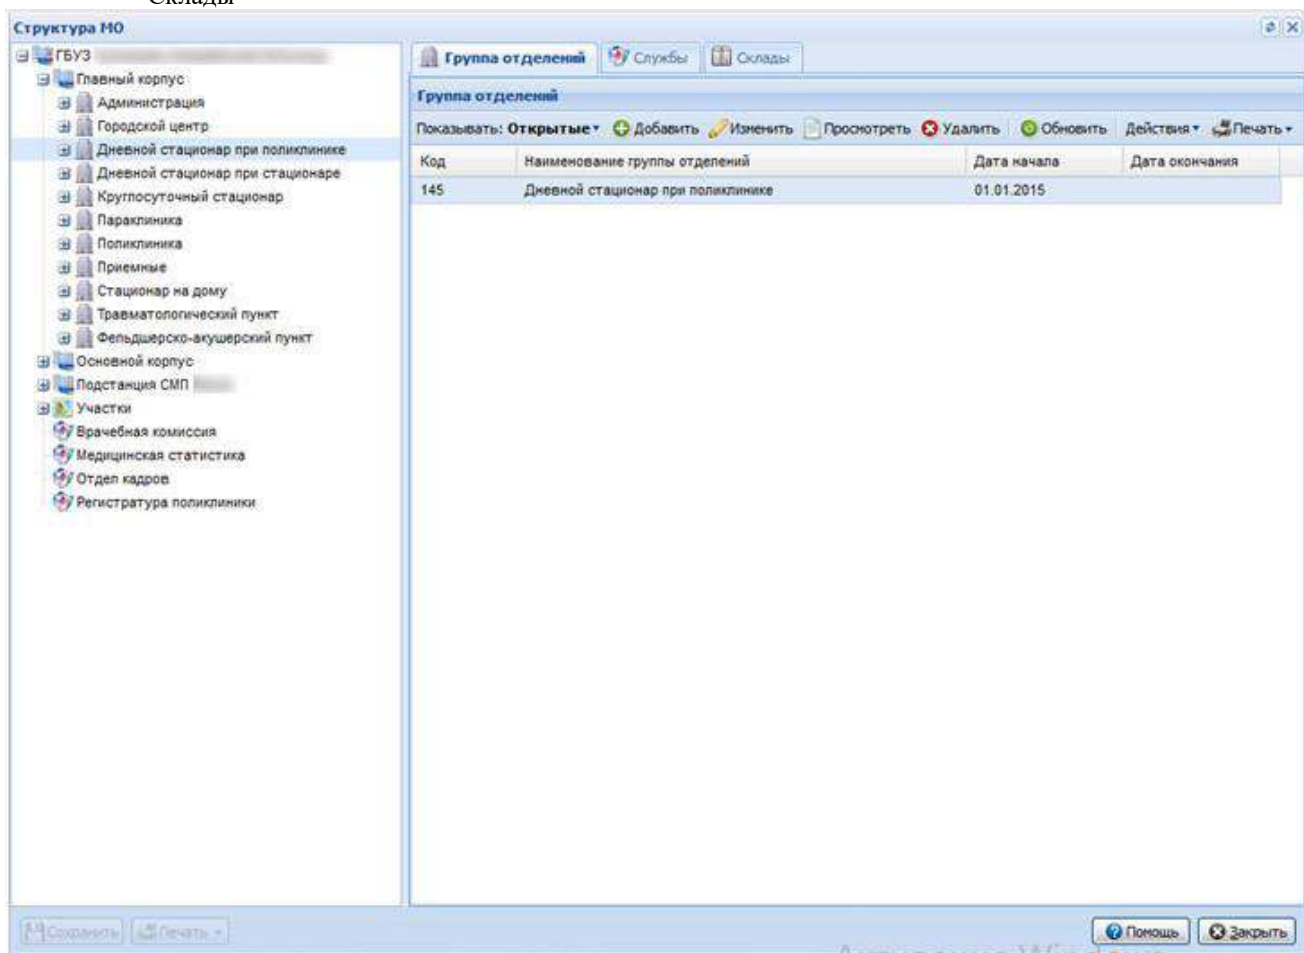 Склады
Структура МО
ГБУЗ
Главный корпус
Администрация
Городской центр
Дневной стационар при поликлинике
Дневной стационар при стационаре
Круглосуточный стационар
Параклиника
Поликлиника
Приемные
Стационар на дому
Травматологический пункт
Фельдшерско-акушерский пункт
Основной корпус
Подстанция СМП
Участки
Врачебная комиссия
Медицинская статистика
Отдел кадров
Регистратура поликлиники
Группа отделений Службы Склады
Группа отделений
Показывать: Открытые Добавить Изменить Просмотреть Удалить Обновить Действия Печать
Код Наименование группы отделений Дата начала Дата окончания
145 Дневной стационар при поликлинике 01.01.2015
Сохранить Печать Помощь Закрыть